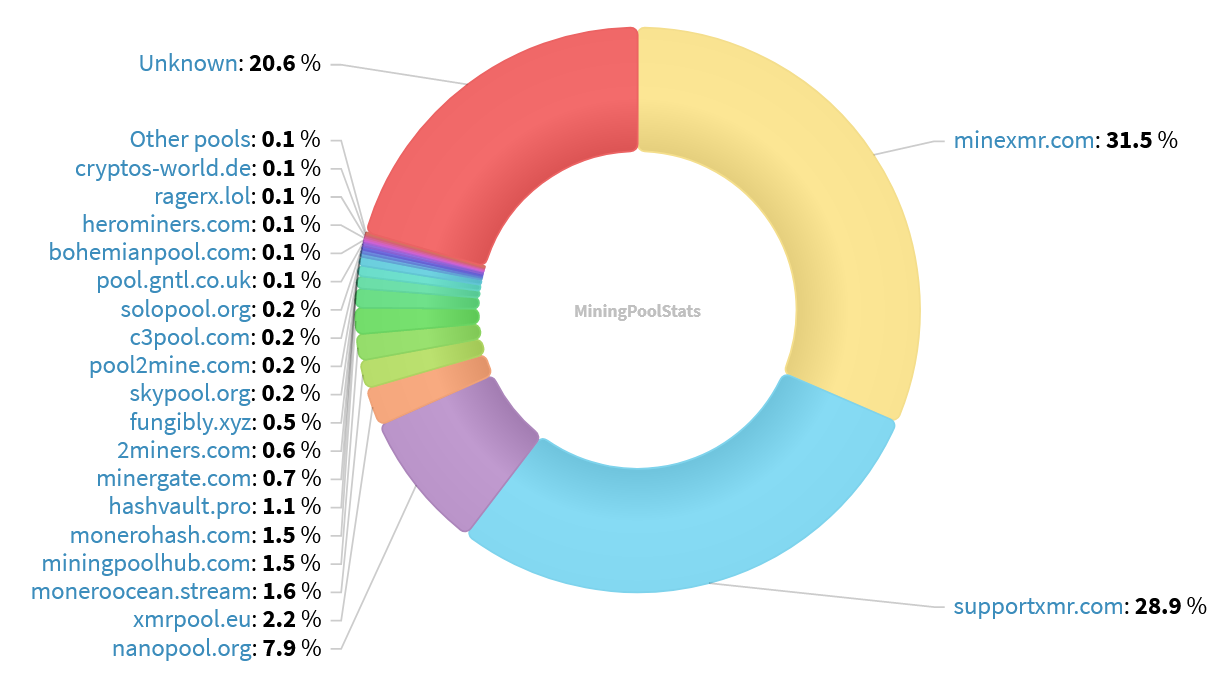 Unknown: 20.6 %
Other pools: 0.1 %
cryptos-world.de: 0.1 %
ragerx.lol: 0.1 %
herominers.com: 0.1 %
bohemianpool.com: 0.1 %
pool.gntl.co.uk: 0.1 %
solopool.org: 0.2 %
c3pool.com: 0.2 %
pool2mine.com: 0.2 %
skypool.org: 0.2 %
fungibly.xyz: 0.5 %
2miners.com: 0.6 %
minergate.com: 0.7 %
hashvault.pro: 1.1 %
monerohash.com: 1.5 %
miningpoolhub.com: 1.5 %
moneroocean.stream: 1.6 %
xmrpool.eu: 2.2 %
nanopool.org: 7.9 %
MiningPoolStats
minexmr.com: 31.5 %
supportxmr.com: 28.9 %